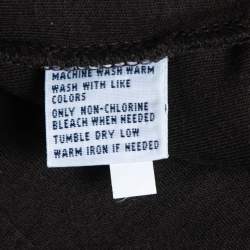 MACHINE WASH WARM
WASH WITH LIKE
COLORS
ONLY NON-CHLORINE
BLEACH WHEN NEEDED
TUMBLE DRY LOW
WARM IRON IF NEEDED